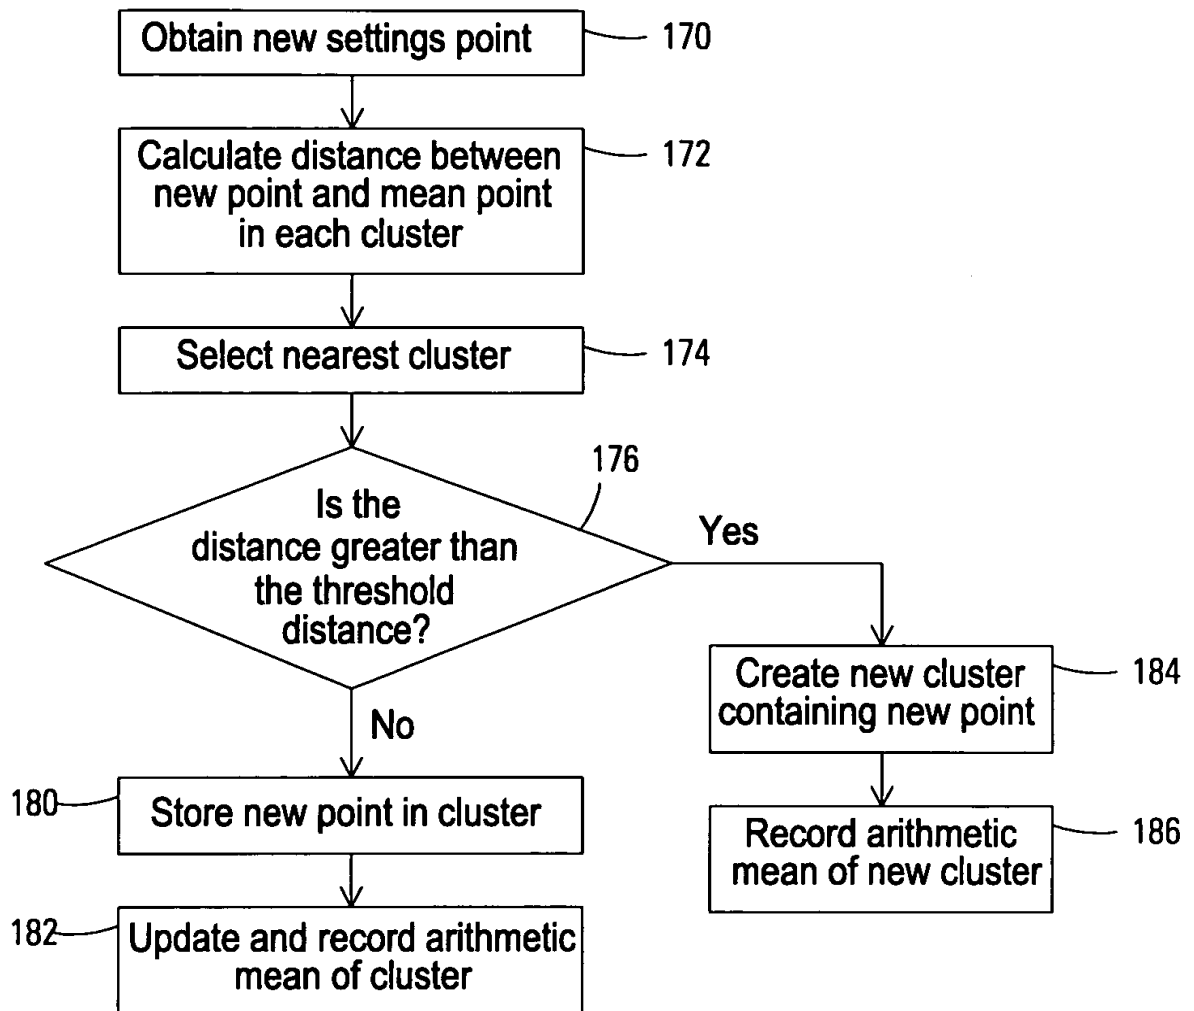 Obtain new settings point
170
Calculate distance between
new point and mean point
in each cluster
172
Select nearest cluster
174
176
Is the
distance greater than
the threshold
distance?
Yes
No
Create new cluster
containing new point
184
180
Store new point in cluster
Record arithmetic
mean of new cluster
186
182
Update and record arithmetic
mean of cluster